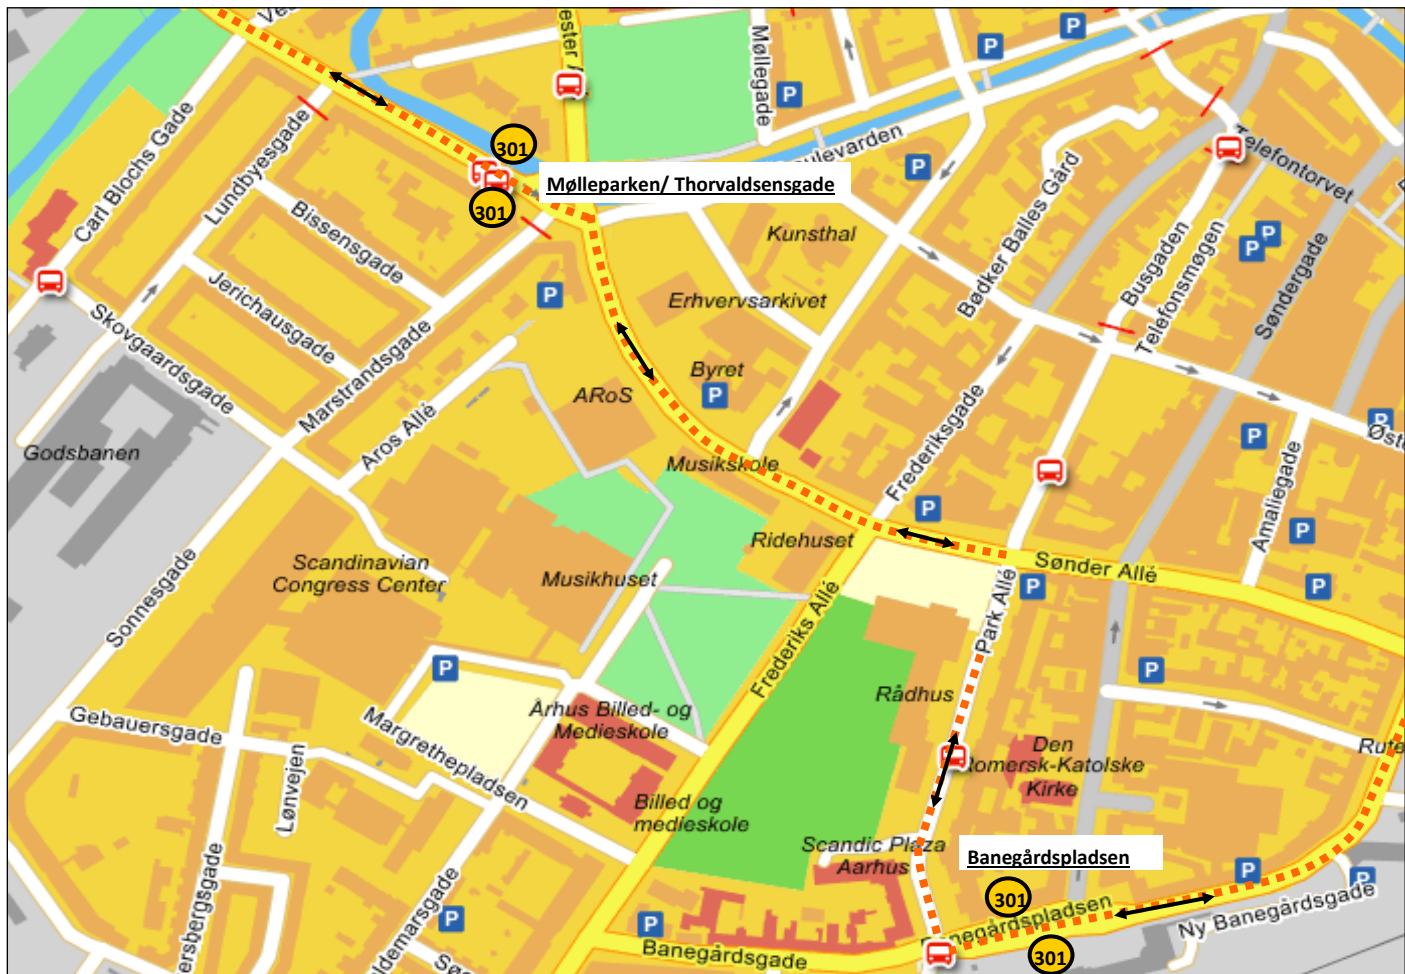 Møllegade
P
P
P
301
Mølleparken/ Thorvaldsensgade
301
P
Telefontorvet
Carl Blochs Gade
Lundbyesgade
Bissensgade
Jerichausgade
Kunsthal
Bødker Balles Gård
Busgaden
Telefonsmøgen
P
P
Søndergade
Erhvervsarkivet
P
Skovgaardsgade
Marstrandsgade
Aros Allé
ARoS
Byret
P
Godsbanen
Musikskole
Frederiksgade
P
P
Amaliegade
P
P
Ridehuset
Scandinavian
Congress Center
Musikhuset
Sønder Allé
P
P
Sonnesgade
Frederiks Allé
Park Allé
P
P
Rådhus
Gebauersgade
Margrethepladsen
Århus Billed- og
Medieskole
Den
Romersk-Katolske
Kirke
Lønvejen
Billed og
medieskole
Scandic Plaza
Aarhus
Banegårdspladsen
P
P
301
Banegårdspladsen
Ny Banegårdsgade
P
P
Banegårdsgade
301